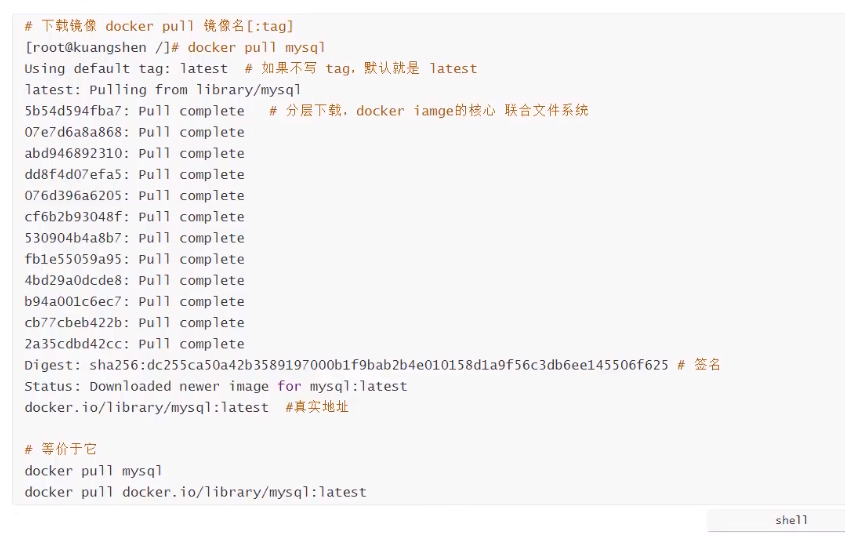 # 下载镜像 docker pull 镜像名[:tag]
[root@kuangshen /]# docker pull mysql
Using default tag: latest  # 如果不写 tag，默认就是 latest
latest: Pulling from library/mysql
5b54d594fba7: Pull complete   # 分层下载，docker iamge的核心 联合文件系统
07e7d6a8a868: Pull complete
abd946892310: Pull complete
dd8f4d07efa5: Pull complete
076d396a6205: Pull complete
cf6b2b93048f: Pull complete
530904b4a8b7: Pull complete
fb1e55059a95: Pull complete
4bd29a0dcde8: Pull complete
b94a001c6ec7: Pull complete
cb77cbeb422b: Pull complete
2a35cdbd42cc: Pull complete
Digest: sha256:dc255ca50a42b3589197000b1f9bab2b4e010158d1a9f56c3db6ee145506f625 # 签名
Status: Downloaded newer image for mysql:latest
docker.io/library/mysql:latest  #真实地址
# 等价于它
docker pull mysql
docker pull docker.io/library/mysql:latest
shell